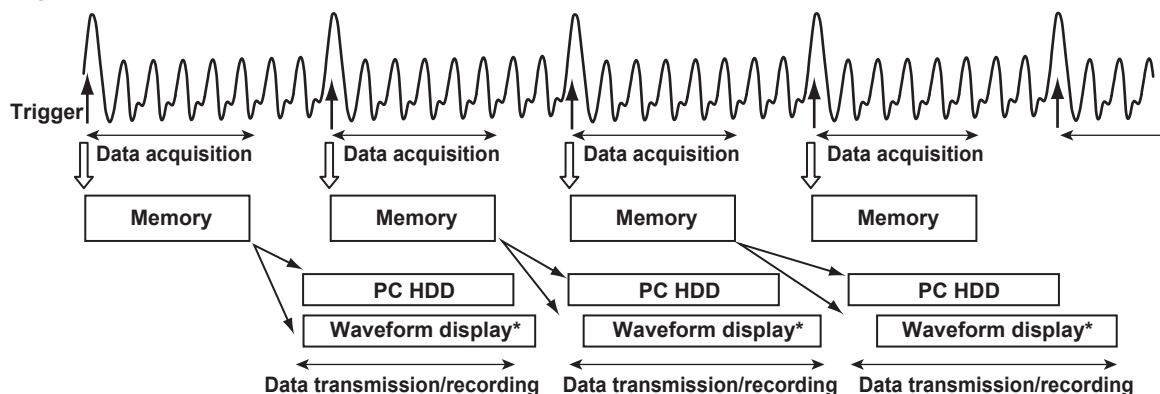 Trigger
Data acquisition Data acquisition Data acquisition Data acquisition
Memory Memory Memory Memory
PC HDD PC HDD PC HDD
Waveform display* Waveform display* Waveform display*
Data transmission/recording Data transmission/recording Data transmission/recording